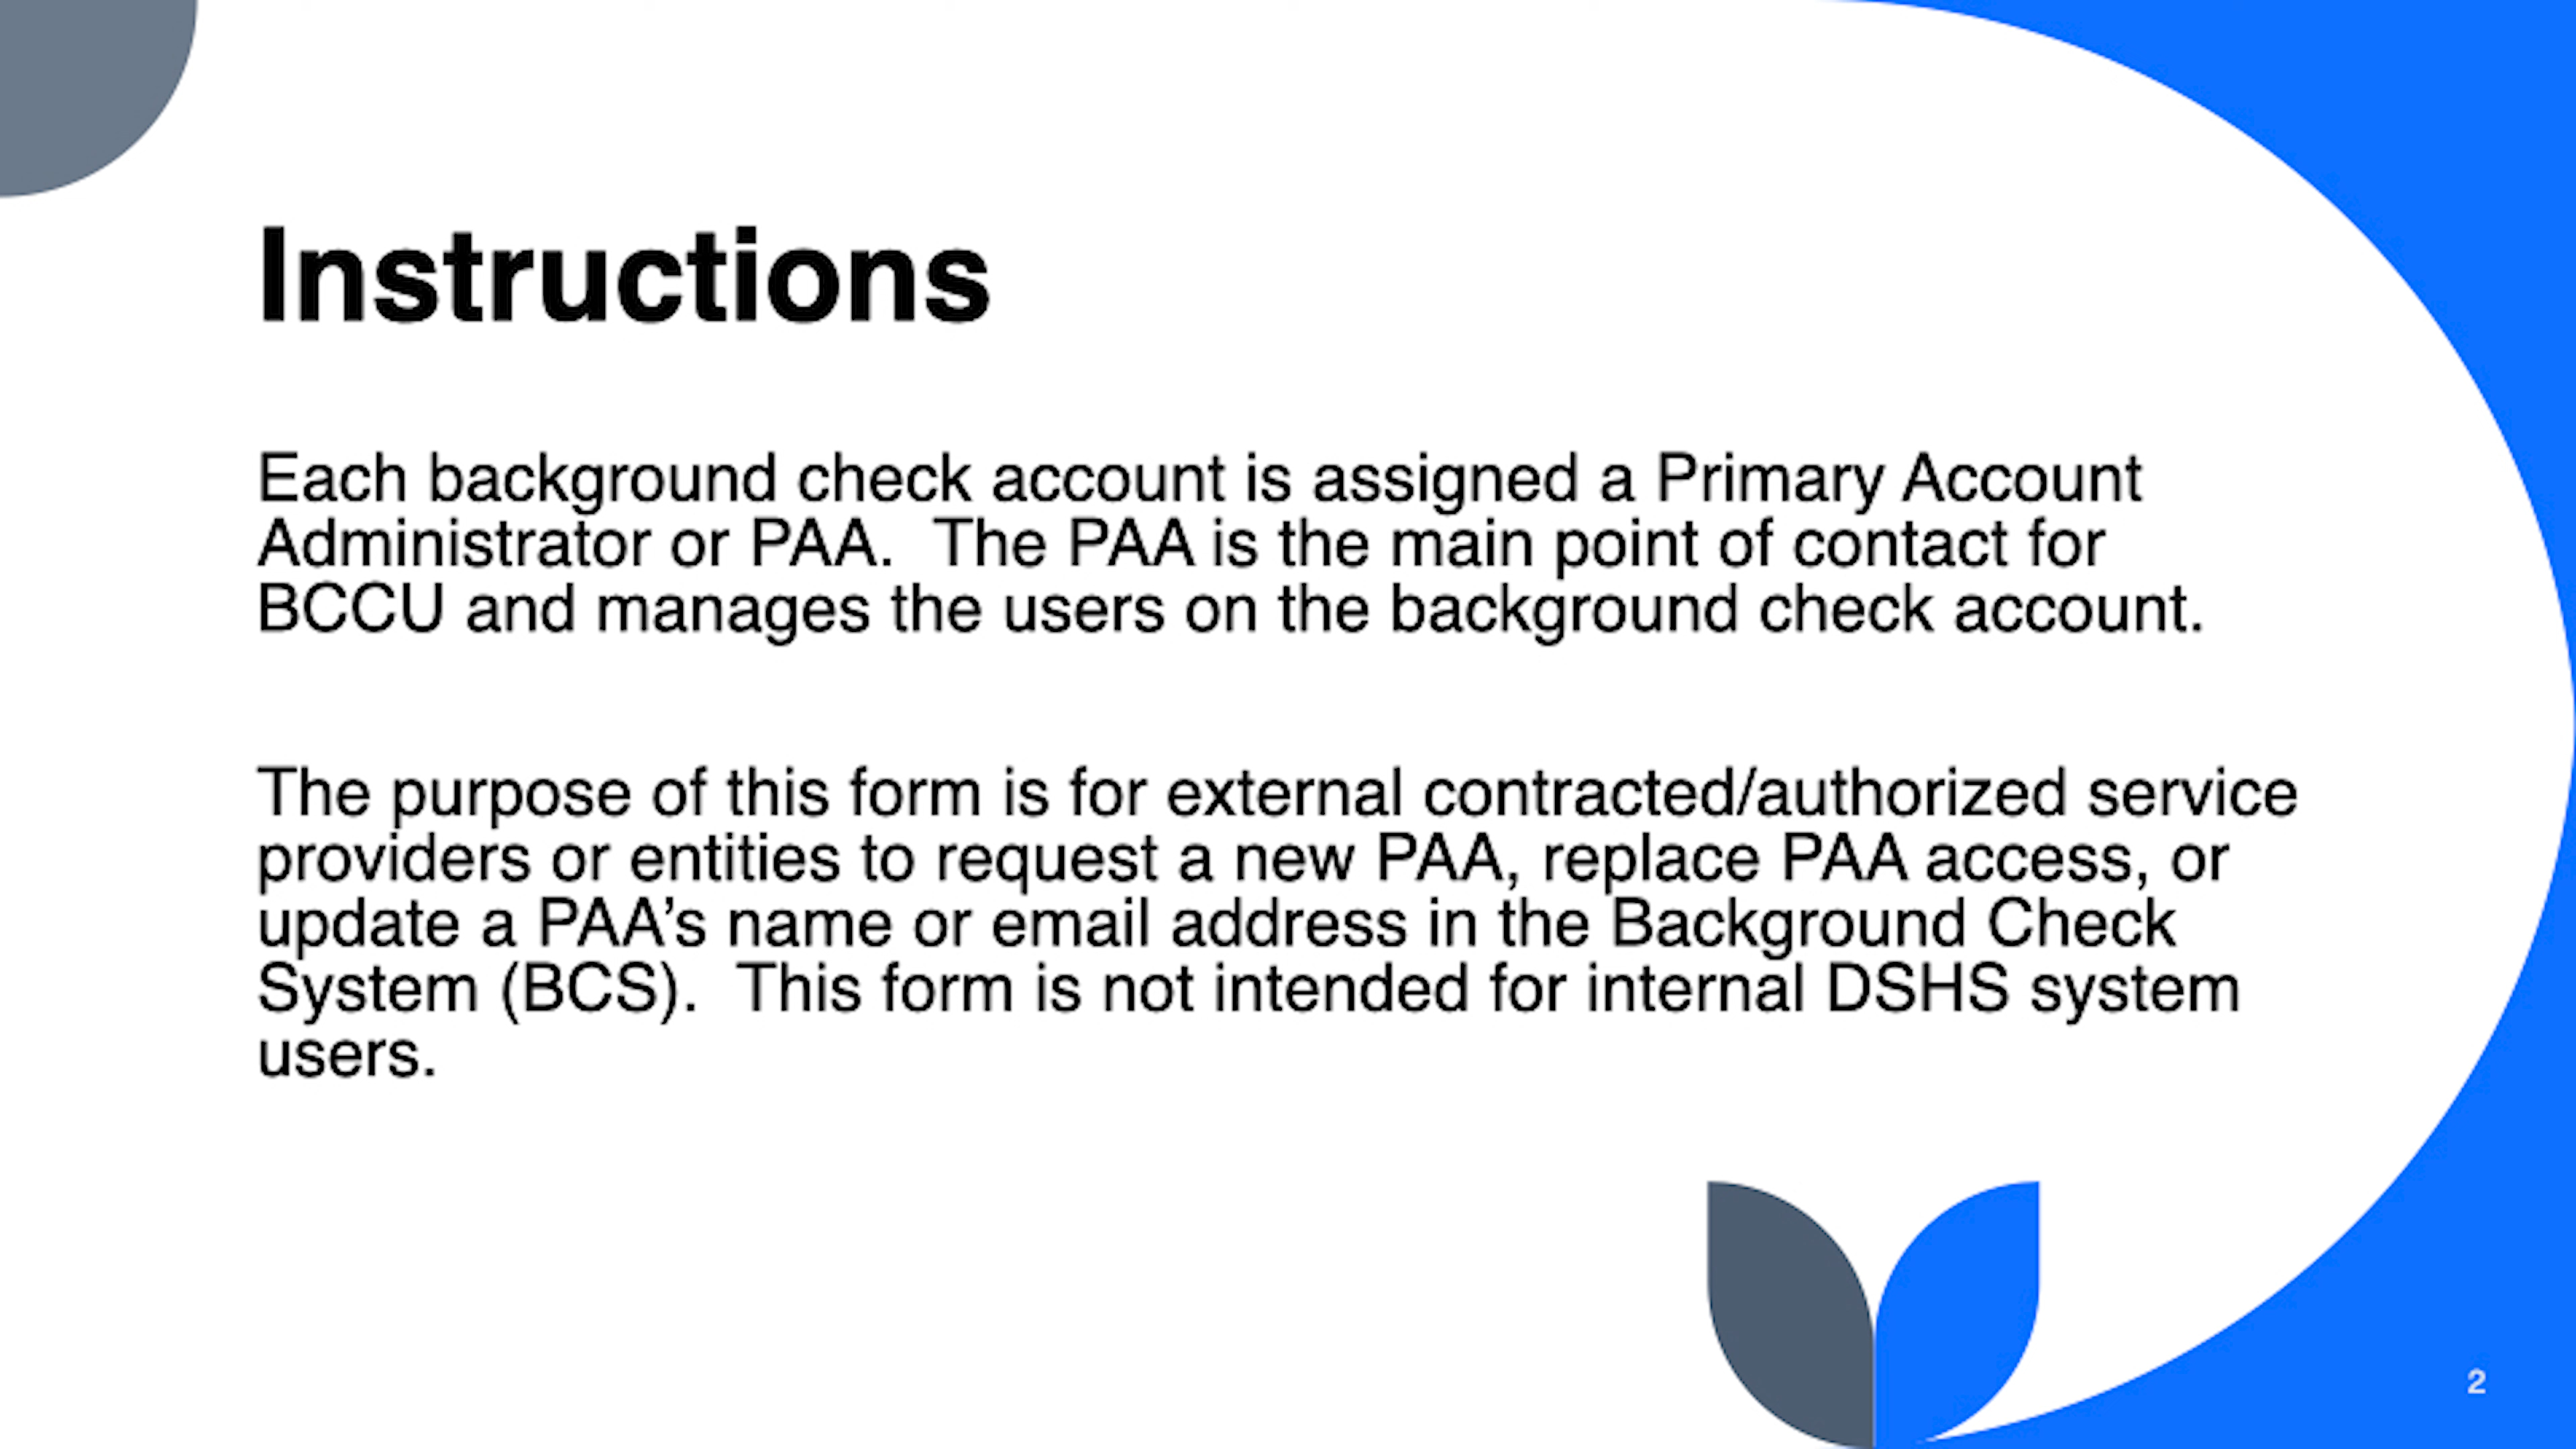 Instructions
Each background check account is assigned a Primary Account
Administrator or PAA.  The PAA is the main point of contact for
BCCU and manages the users on the background check account.
The purpose of this form is for external contracted/authorized service
providers or entities to request a new PAA, replace PAA access, or
update a PAA’s name or email address in the Background Check
System (BCS).  This form is not intended for internal DSHS system
users.
2